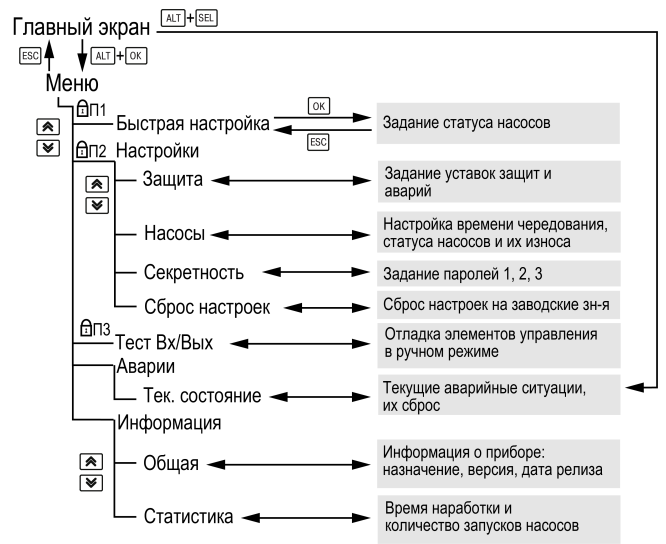 Главный экран ALT+SEL
ESC ALT+OK
Меню
П1
Быстрая настройка
OK
ESC
Задание статуса насосов
П2 Настройки
Защита
Задание уставок защит и
аварий
Насосы
Настройка времени чередования,
статуса насосов и их износа
Секретность
Задание паролей 1, 2, 3
Сброс настроек
Сброс настроек на заводские зн-я
П3
Тест Вх/Вых
Отладка элементов управления
в ручном режиме
Аварии
Тек. состояние
Текущие аварийные ситуации,
их сброс
Информация
Общая
Информация о приборе:
назначение, версия, дата релиза
Статистика
Время наработки и
количество запусков насосов